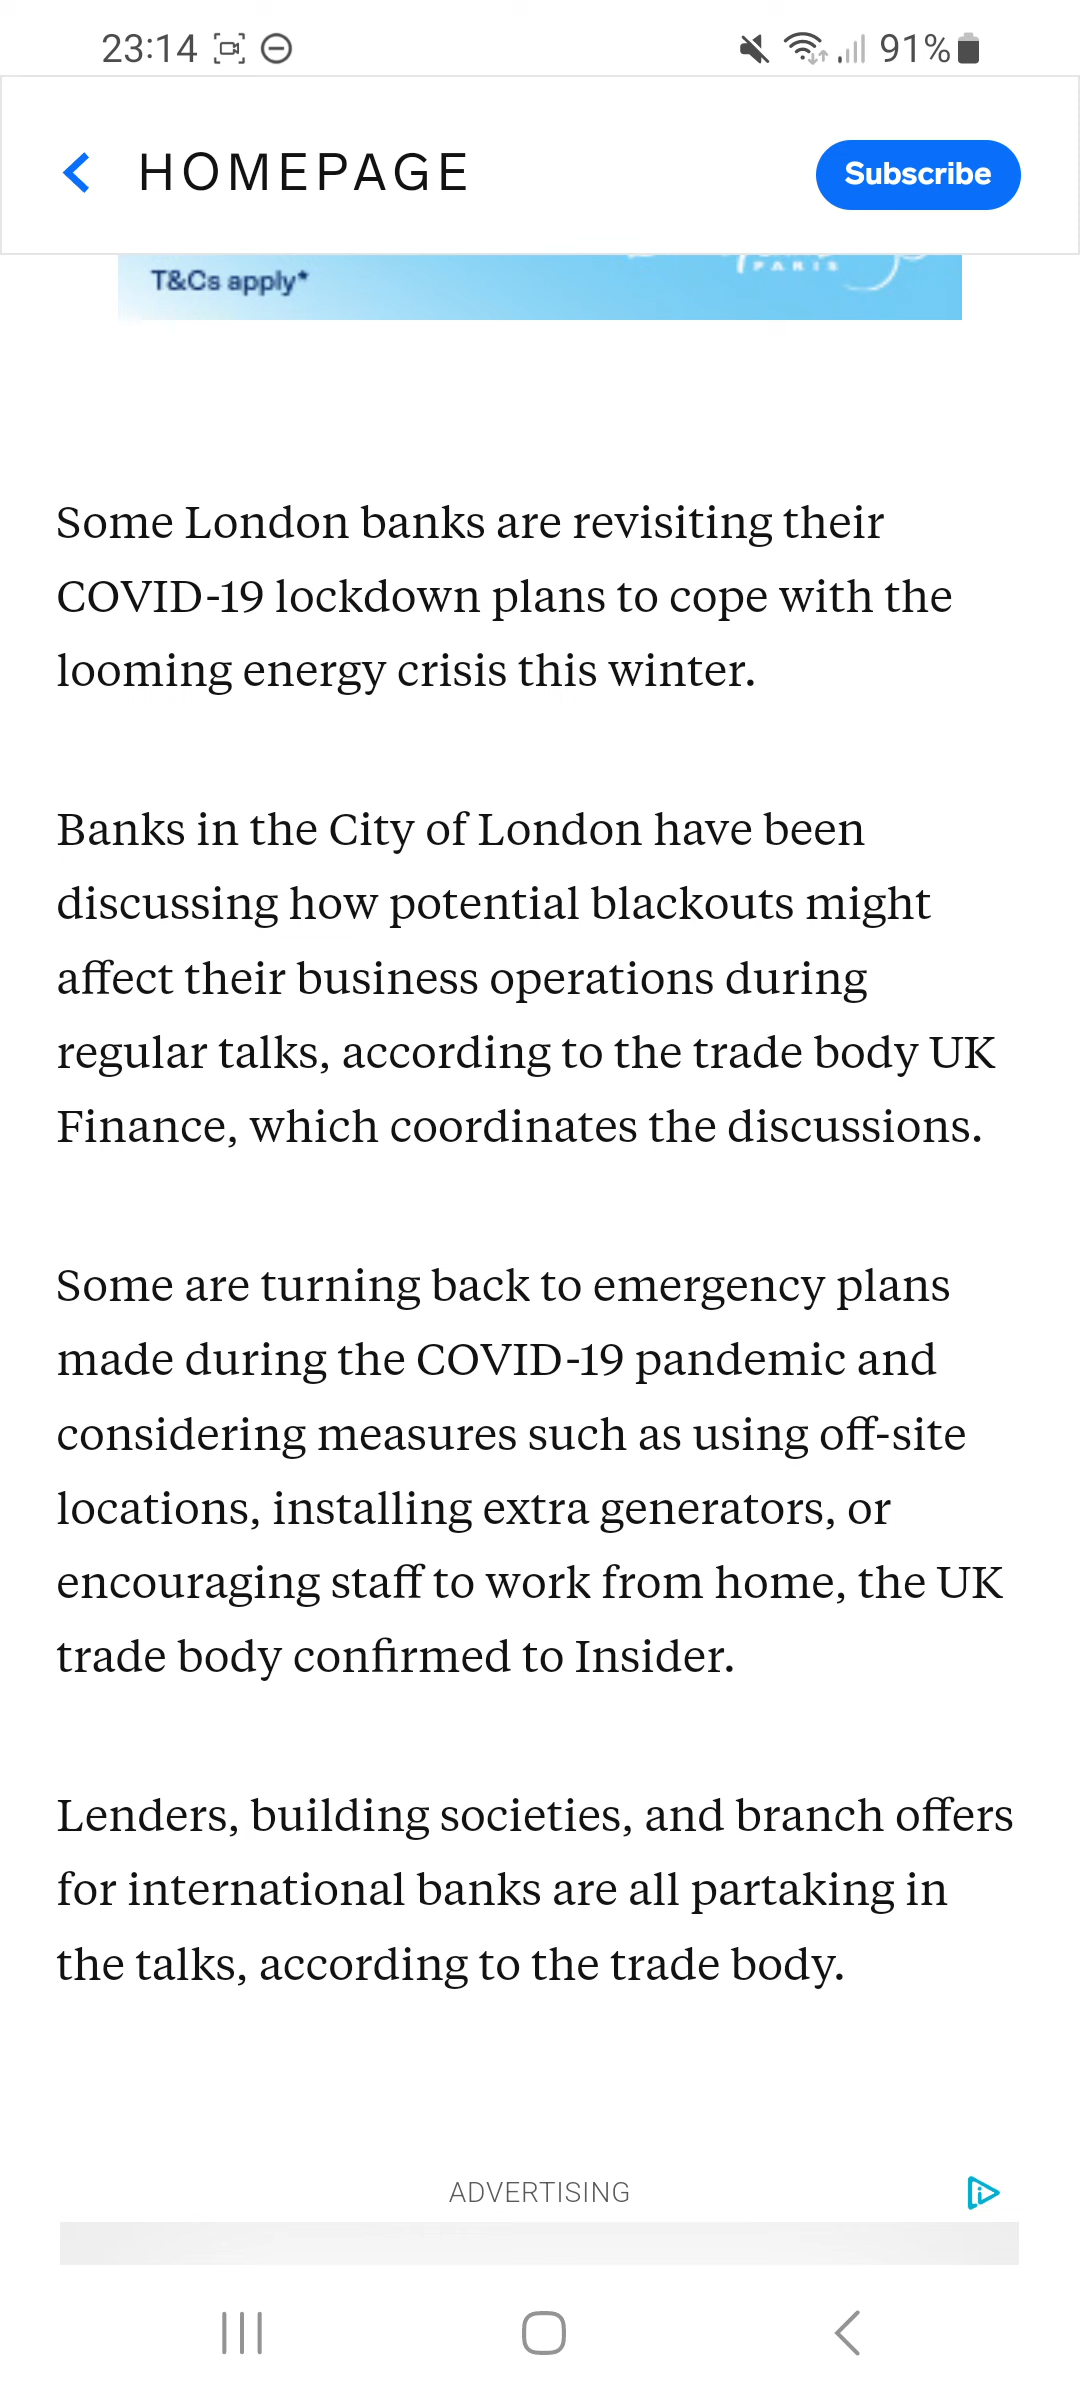 23:14 91%
HOMEPAGE Subscribe
T&Cs apply* PARIS
Some London banks are revisiting their
COVID-19 lockdown plans to cope with the
looming energy crisis this winter.
Banks in the City of London have been
discussing how potential blackouts might
affect their business operations during
regular talks, according to the trade body UK
Finance, which coordinates the discussions.
Some are turning back to emergency plans
made during the COVID-19 pandemic and
considering measures such as using off-site
locations, installing extra generators, or
encouraging staff to work from home, the UK
trade body confirmed to Insider.
Lenders, building societies, and branch offers
for international banks are all partaking in
the talks, according to the trade body.
ADVERTISING